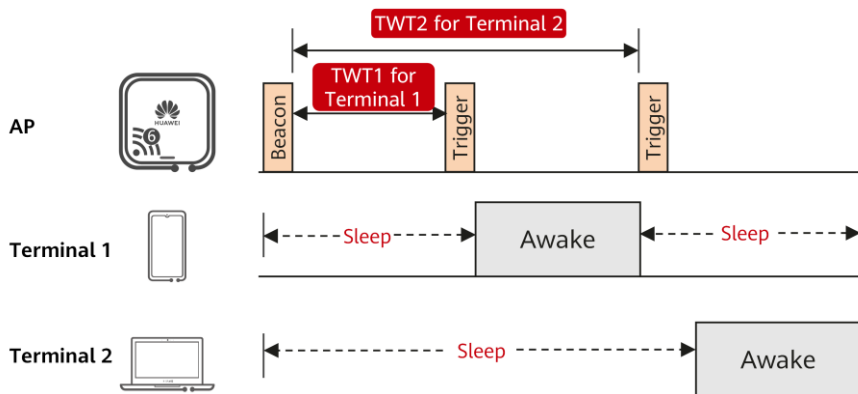 TWT2 for Terminal 2
TWT1 for
Terminal 1
AP
HUAWEI
6
Beacon
Trigger
Trigger
Terminal 1
Sleep
Awake
Sleep
Terminal 2
Sleep
Awake